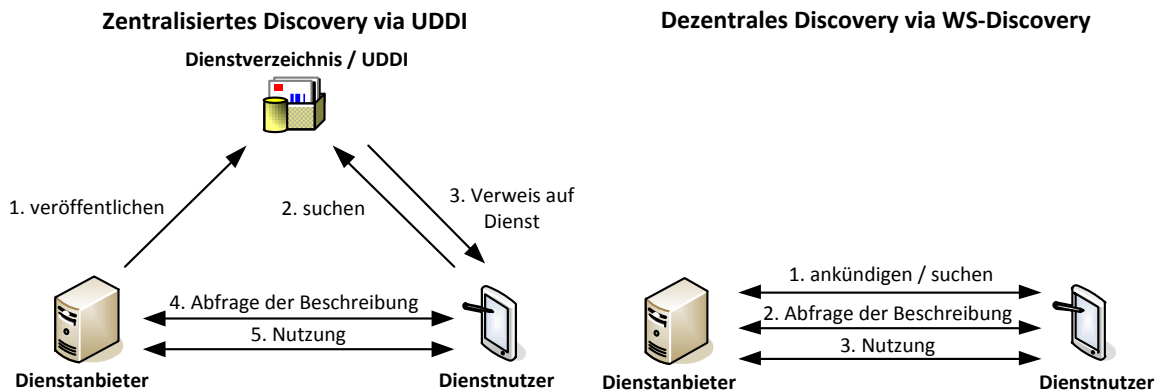 Zentralisiertes Discovery via UDDI
Dienstverzeichnis / UDDI
1. veröffentlichen
2. suchen
3. Verweis auf
Dienst
4. Abfrage der Beschreibung
5. Nutzung
Dienstanbieter
Dienstnutzer
Dezentrales Discovery via WS-Discovery
1. ankündigen / suchen
2. Abfrage der Beschreibung
3. Nutzung
Dienstanbieter
Dienstnutzer